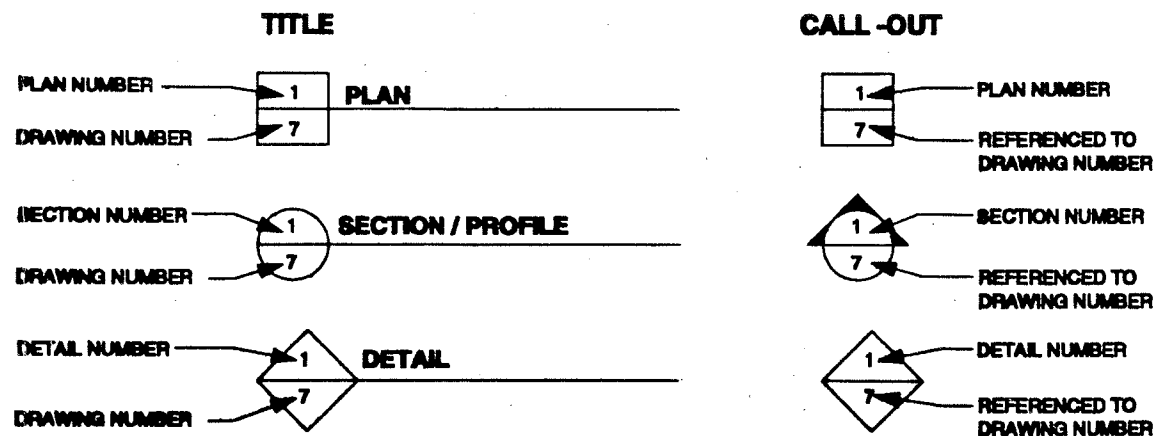 TITLE
CALL -OUT
PLAN NUMBER
1
PLAN
DRAWING NUMBER
7
1
PLAN NUMBER
7
REFERENCED TO
DRAWING NUMBER
SECTION NUMBER
1
SECTION / PROFILE
DRAWING NUMBER
7
1
SECTION NUMBER
7
REFERENCED TO
DRAWING NUMBER
DETAIL NUMBER
1
DETAIL
DRAWING NUMBER
7
1
DETAIL NUMBER
7
REFERENCED TO
DRAWING NUMBER